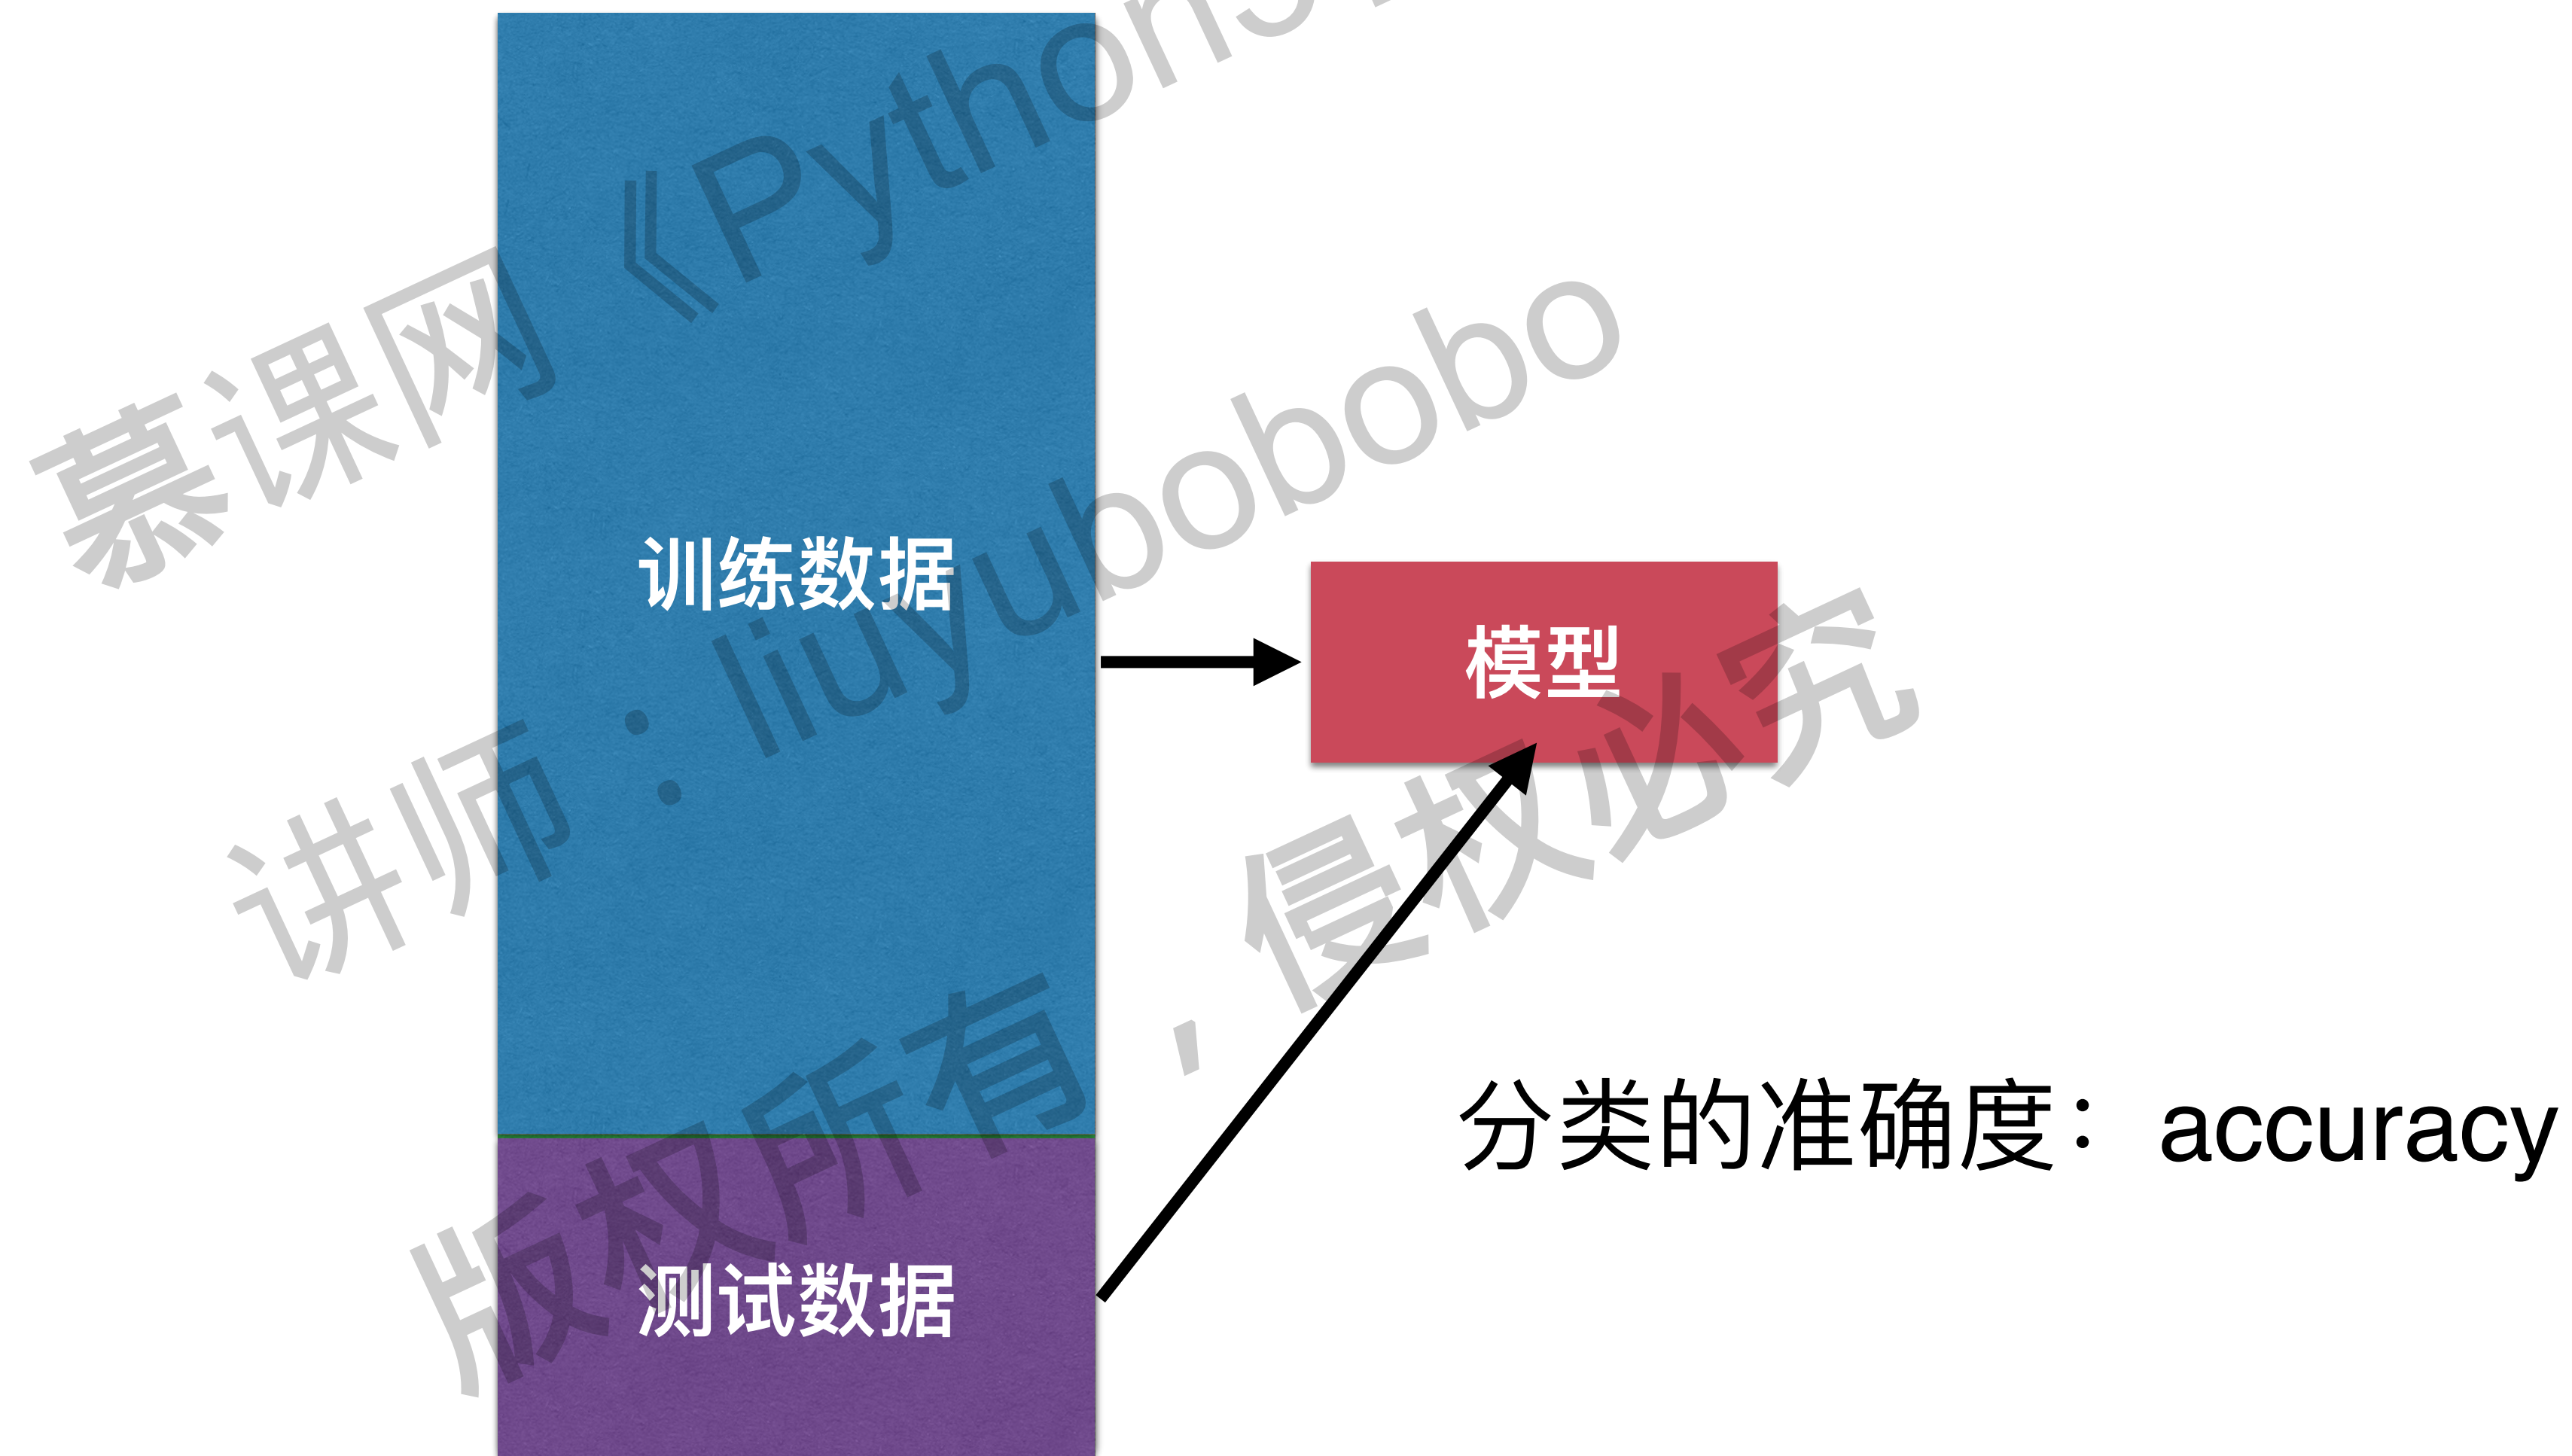 慕课网《Python3
训练数据
讲师：liuyubobobo
模型
版权所有，侵权必究
分类的准确度：accuracy
测试数据